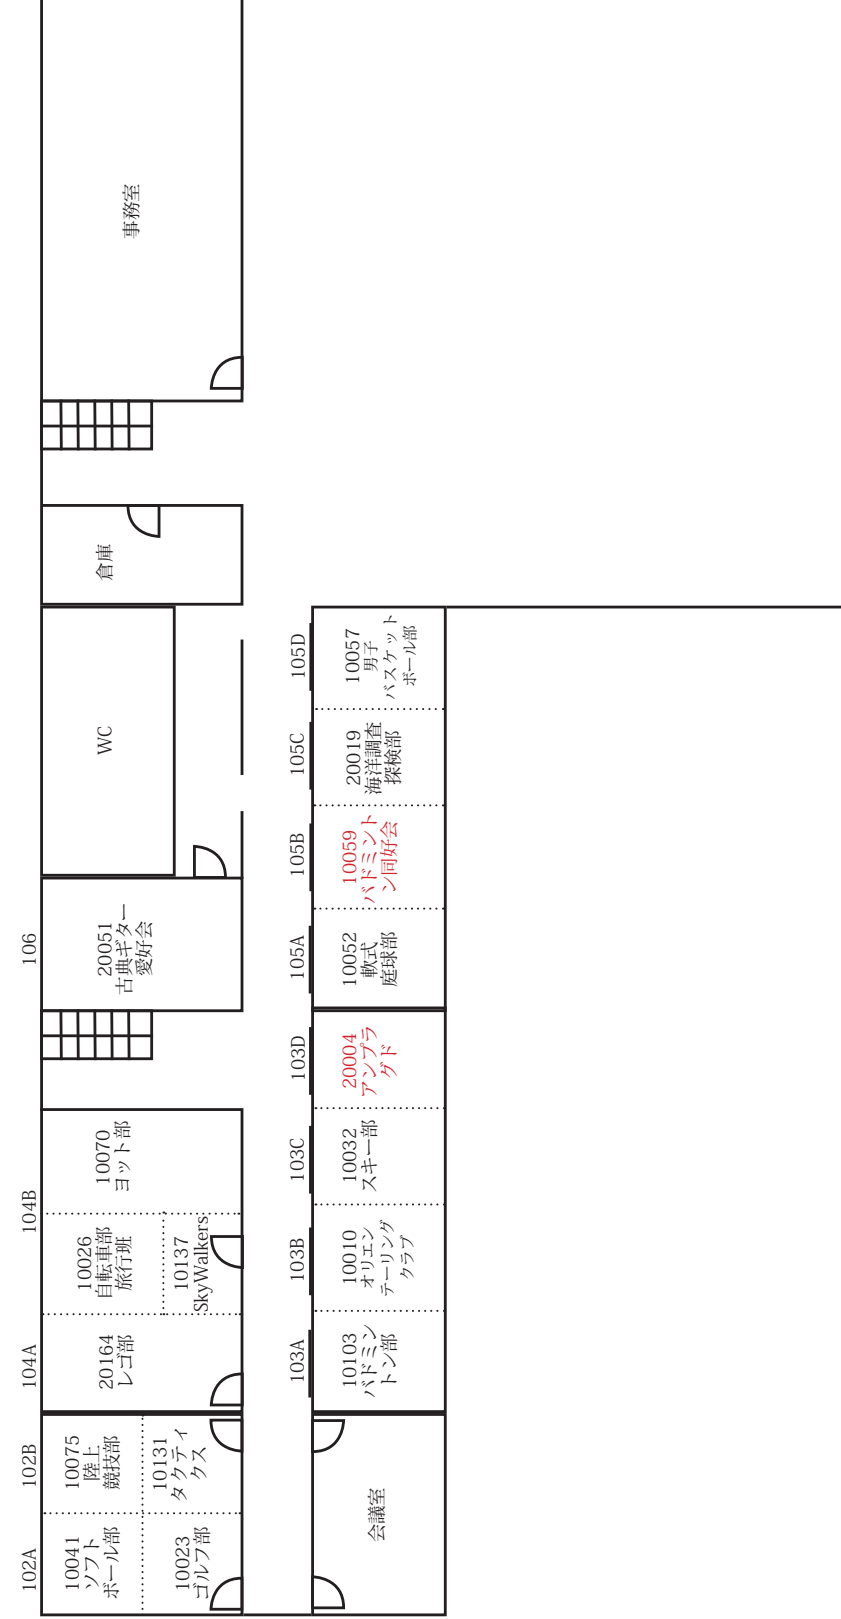 102A
10041
ソフト
ボール部
10023
ゴルフ部
102B
10075
陸上
競技部
10131
タクティ
クス
104A
20164
レゴ部
104B
10026
自転車部
旅行班
10137
SkyWalkers
10070
ヨット部
106
20051
古典ギター
愛好会
WC
倉庫
事務室
会議室
103A
10103
バドミン
トン部
103B
10010
オリエン
テーリング
クラブ
103C
10032
スキー部
103D
20004
アンプラ
グド
105A
10052
軟式
庭球部
105B
10059
バドミント
ン同好会
105C
20019
海洋調査
探検部
105D
10057
男子
バスケット
ボール部